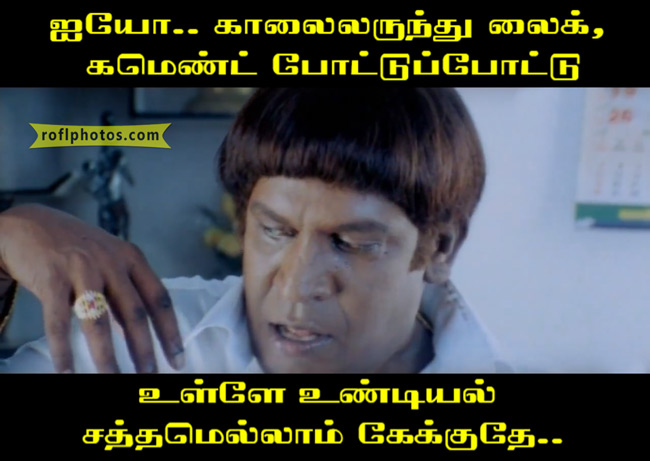 ஐயோ.. காலைலருந்து லைக்,
கமெண்ட் போட்டுப்போட்டு
roflphotos.com
உள்ளே உண்டியல்
சத்தமெல்லாம் கேக்குதே..